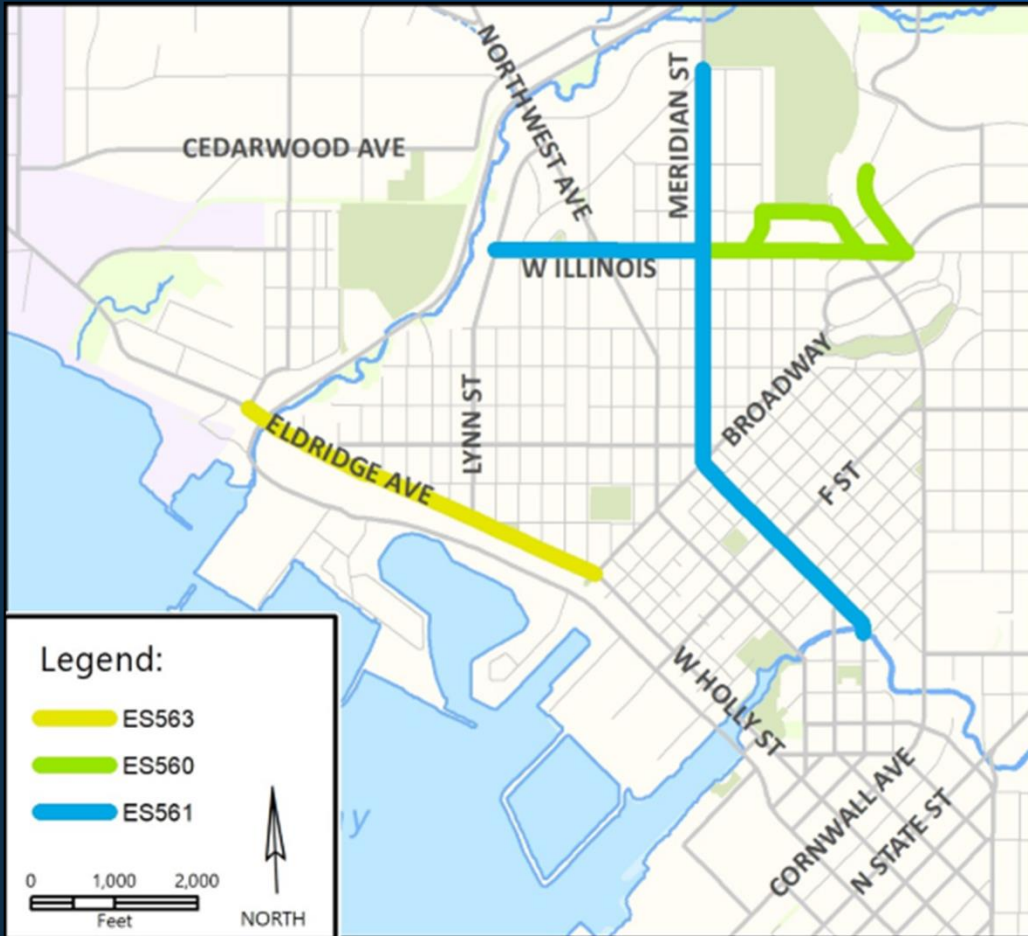 NORTHWEST AVE
MERIDIAN ST
CEDARWOOD AVE
W ILLINOIS
BROADWAY
LYNN ST
ELDRIDGE AVE
F ST
W HOLLY ST
CORNWALL AVE
N STATE ST
ay
Legend:
ES563
ES560
ES561
0 1,000 2,000
Feet
NORTH